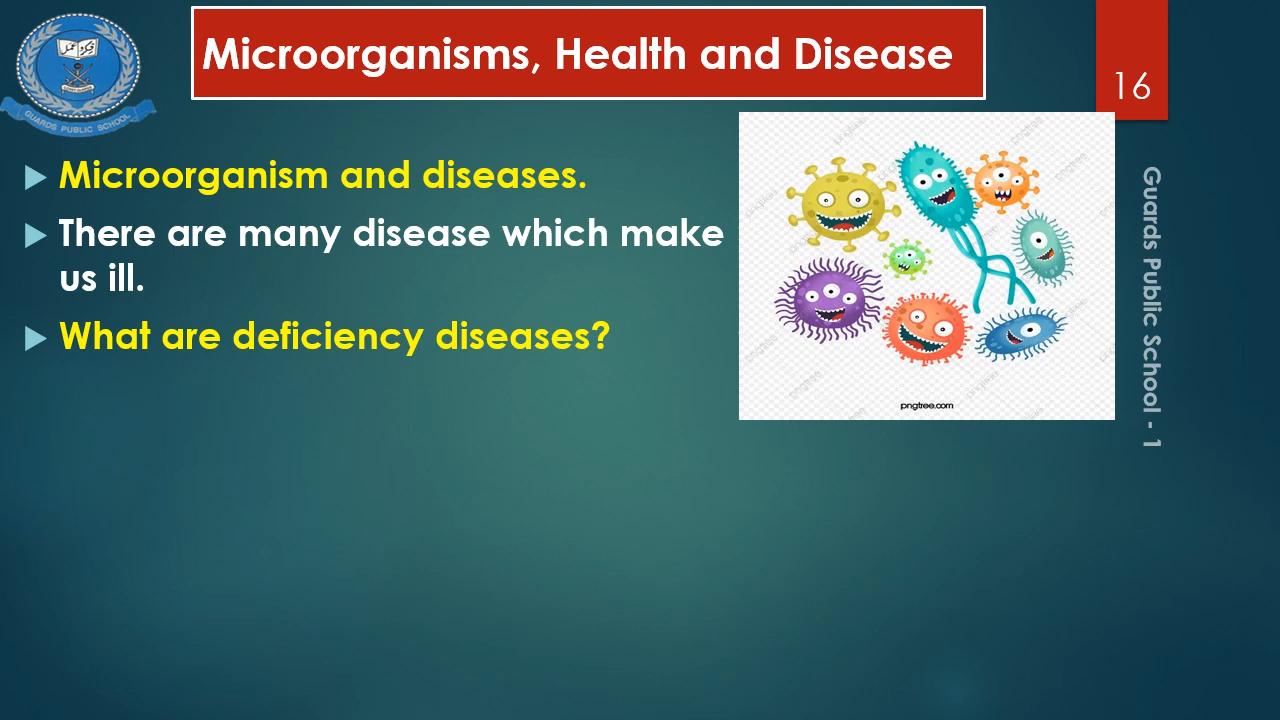 Microorganisms, Health and Disease
16
GUARDS PUBLIC SCHOOL
Microorganism and diseases.
There are many disease which make
us ill.
What are deficiency diseases?
pngtree.com
Guards Public School - 1